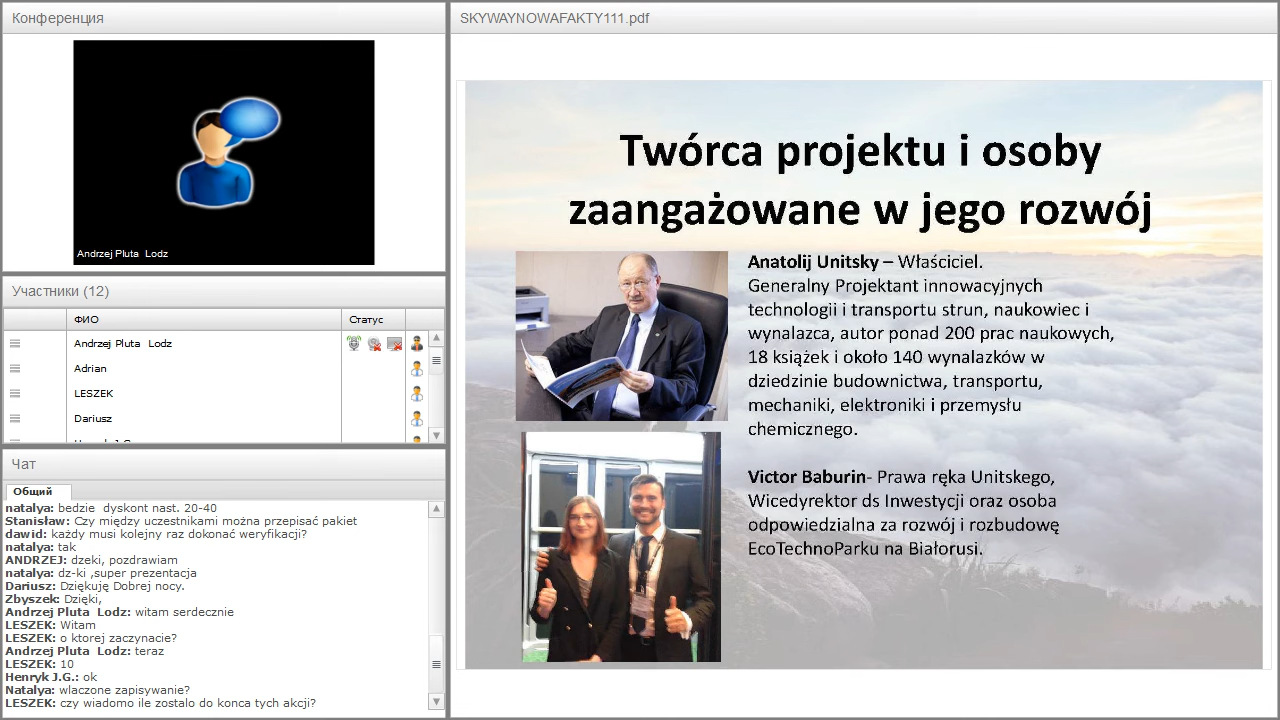 Конференция
Andrzej Pluta  Lodz
Участники (12)
ФИО
Статус
Andrzej Pluta  Lodz
Adrian
LESZEK
Dariusz
Чат
Общий
natalya: bedzie  dyskont nast. 20-40
Stanisław: Czy między uczestnikami można przepisać pakiet
dawid: każdy musi kolejny raz dokonać weryfikacji?
natalya: tak
ANDRZEJ: dzeki, pozdrawiam
natalya: dz-ki ,super prezentacja
Dariusz: Dziękuję Dobrej nocy.
Zbyszek: Dzięki,
Andrzej Pluta  Lodz: witam serdecznie
LESZEK: Witam
LESZEK: o ktorej zaczynacie?
Andrzej Pluta  Lodz: teraz
LESZEK: 10
Henryk J.G.: ok
Natalya: wlaczone zapisywanie?
LESZEK: czy wiadomo ile zostalo do konca tych akcji?
SKYWAYNOWAFAKTY111.pdf
Twórca projektu i osoby
zaangażowane w jego rozwój
Anatolij Unitsky – Właściciel.
Generalny Projektant innowacyjnych
technologii i transportu strun, naukowiec i
wynalazca, autor ponad 200 prac naukowych,
18 książek i około 140 wynalazków w
dziedzinie budownictwa, transportu,
mechaniki, elektroniki i przemysłu
chemicznego.
Victor Baburin- Prawa ręka Unitskego,
Wicedyrektor ds Inwestycji oraz osoba
odpowiedzialna za rozwój i rozbudowę
EcoTechnoParku na Białorusi.